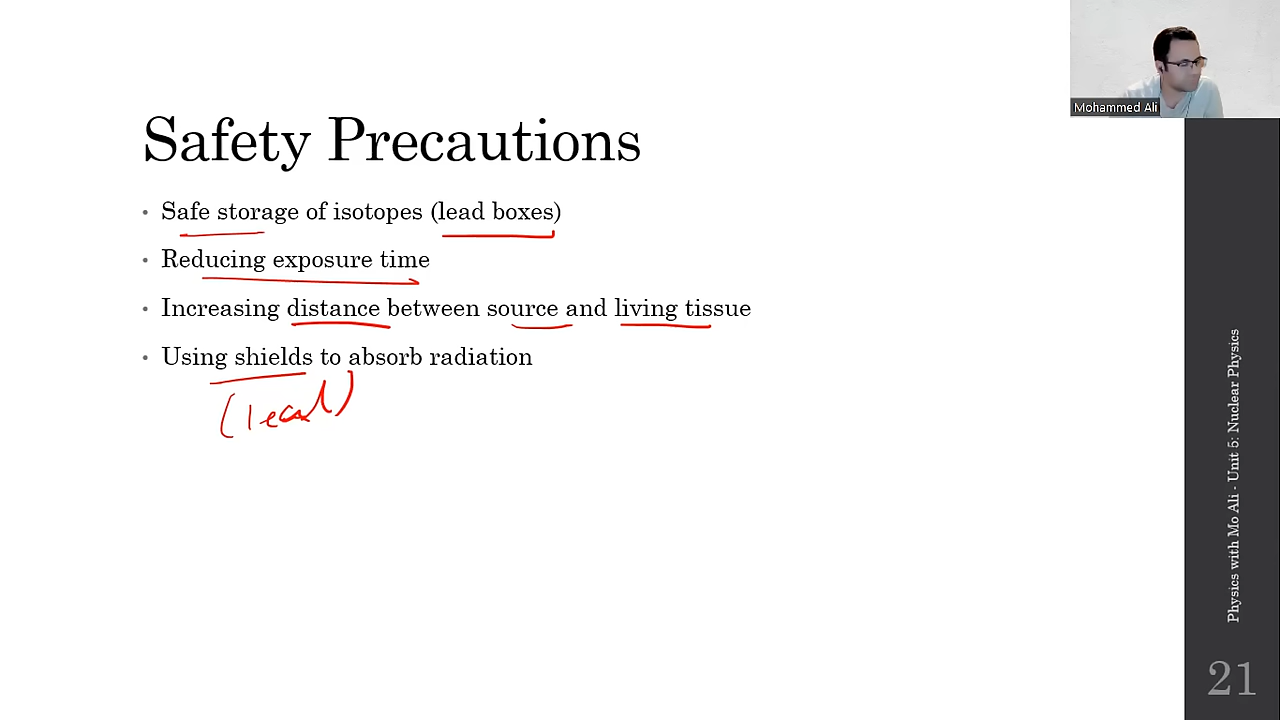 Mohammed Ali
Safety Precautions
• Safe storage of isotopes (lead boxes)
• Reducing exposure time
• Increasing distance between source and living tissue
• Using shields to absorb radiation
(lead)
Physics with Mo Ali - Unit 5: Nuclear Physics
21